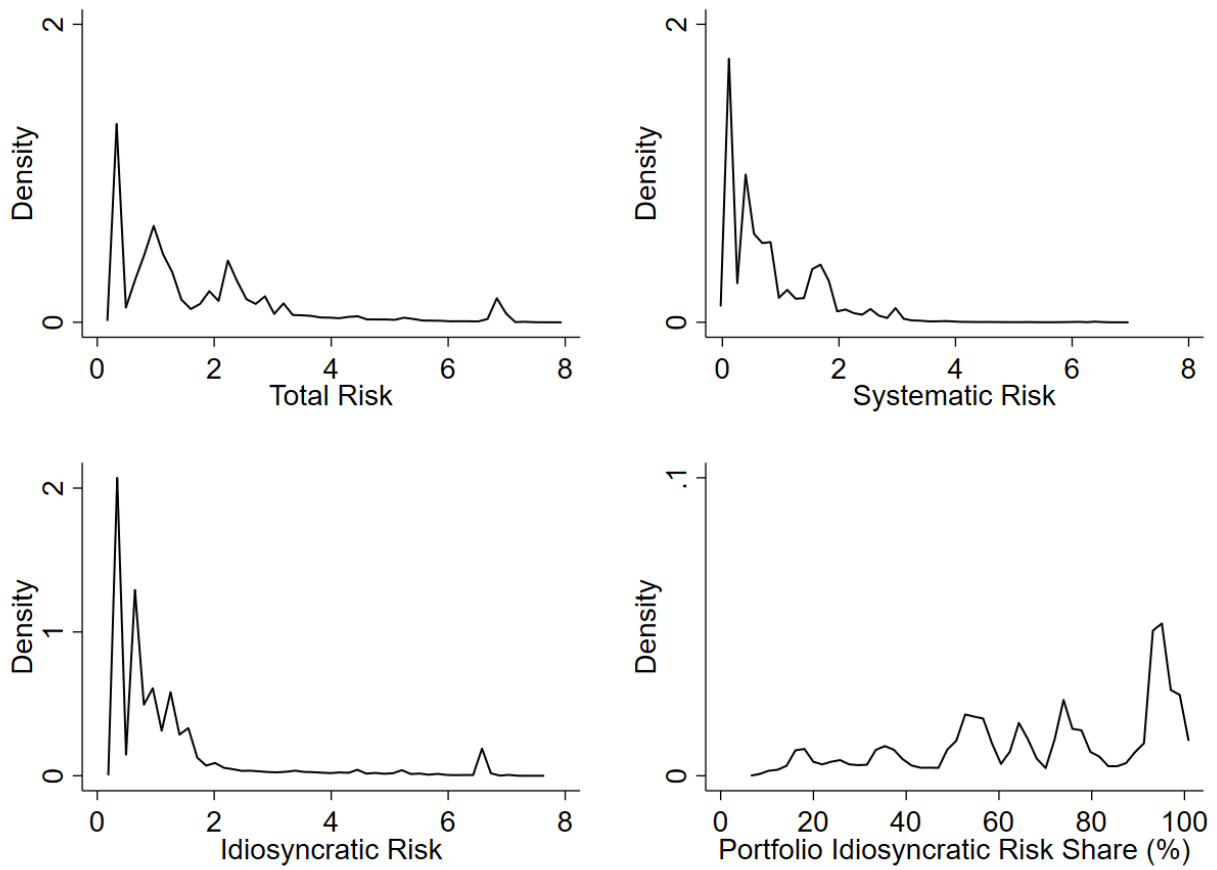 2
0
Density
0 2 4 6 8
Total Risk
2
0
Density
0 2 4 6 8
Systematic Risk
2
1
0
Density
0 2 4 6 8
Idiosyncratic Risk
.1
0
Density
0 20 40 60 80 100
Portfolio Idiosyncratic Risk Share (%)